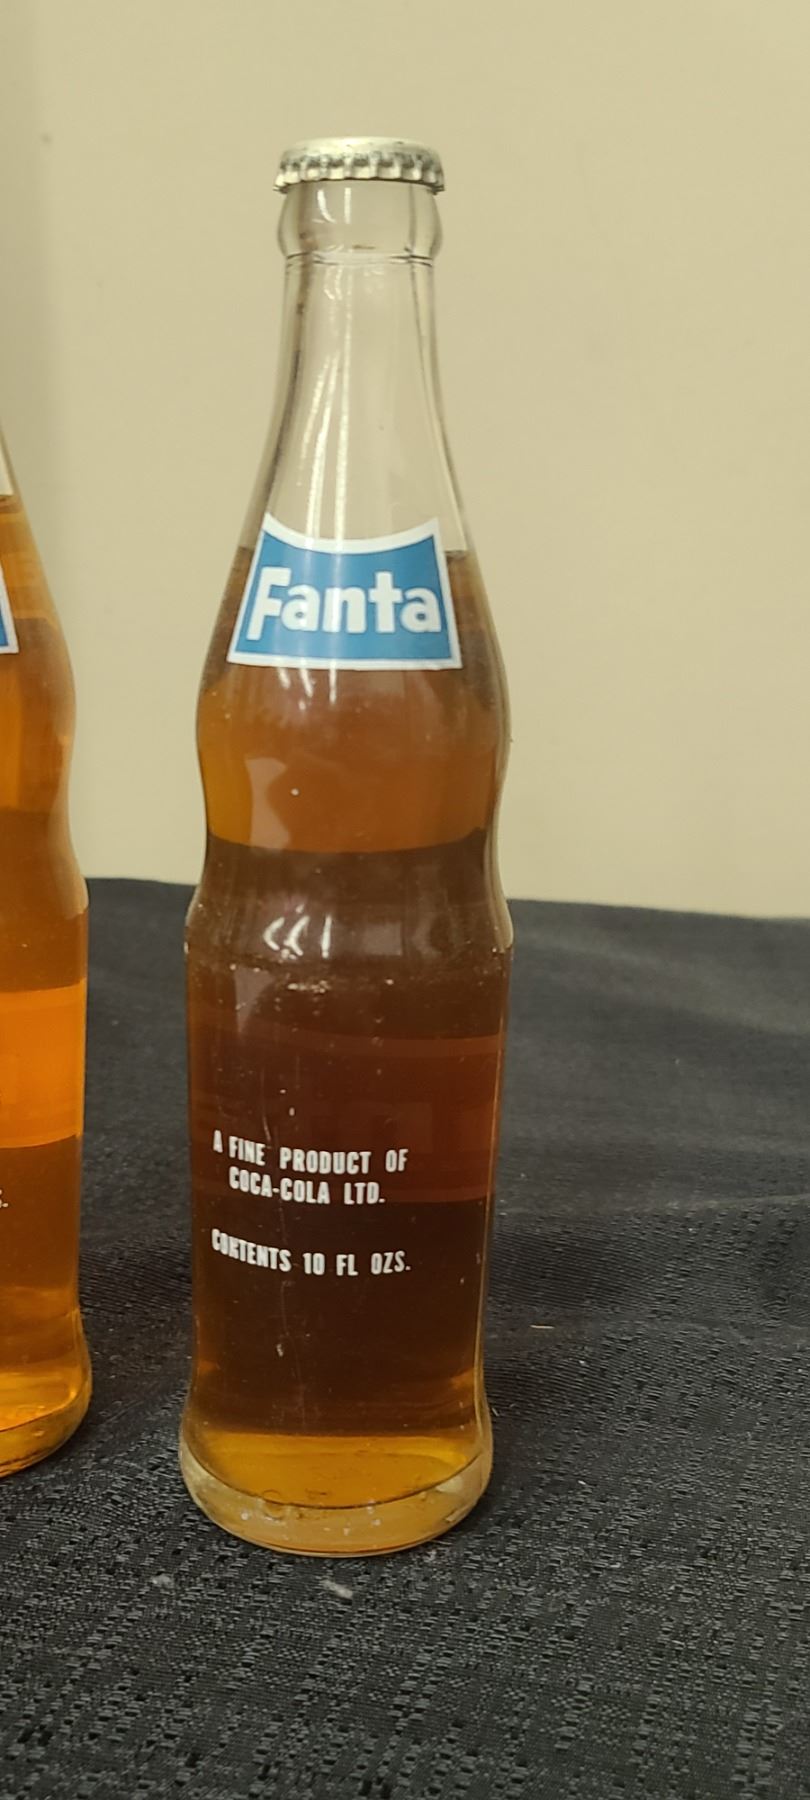 Fanta
A FINE PRODUCT OF
COCA-COLA LTD.
CONTENTS 10 FL OZS.